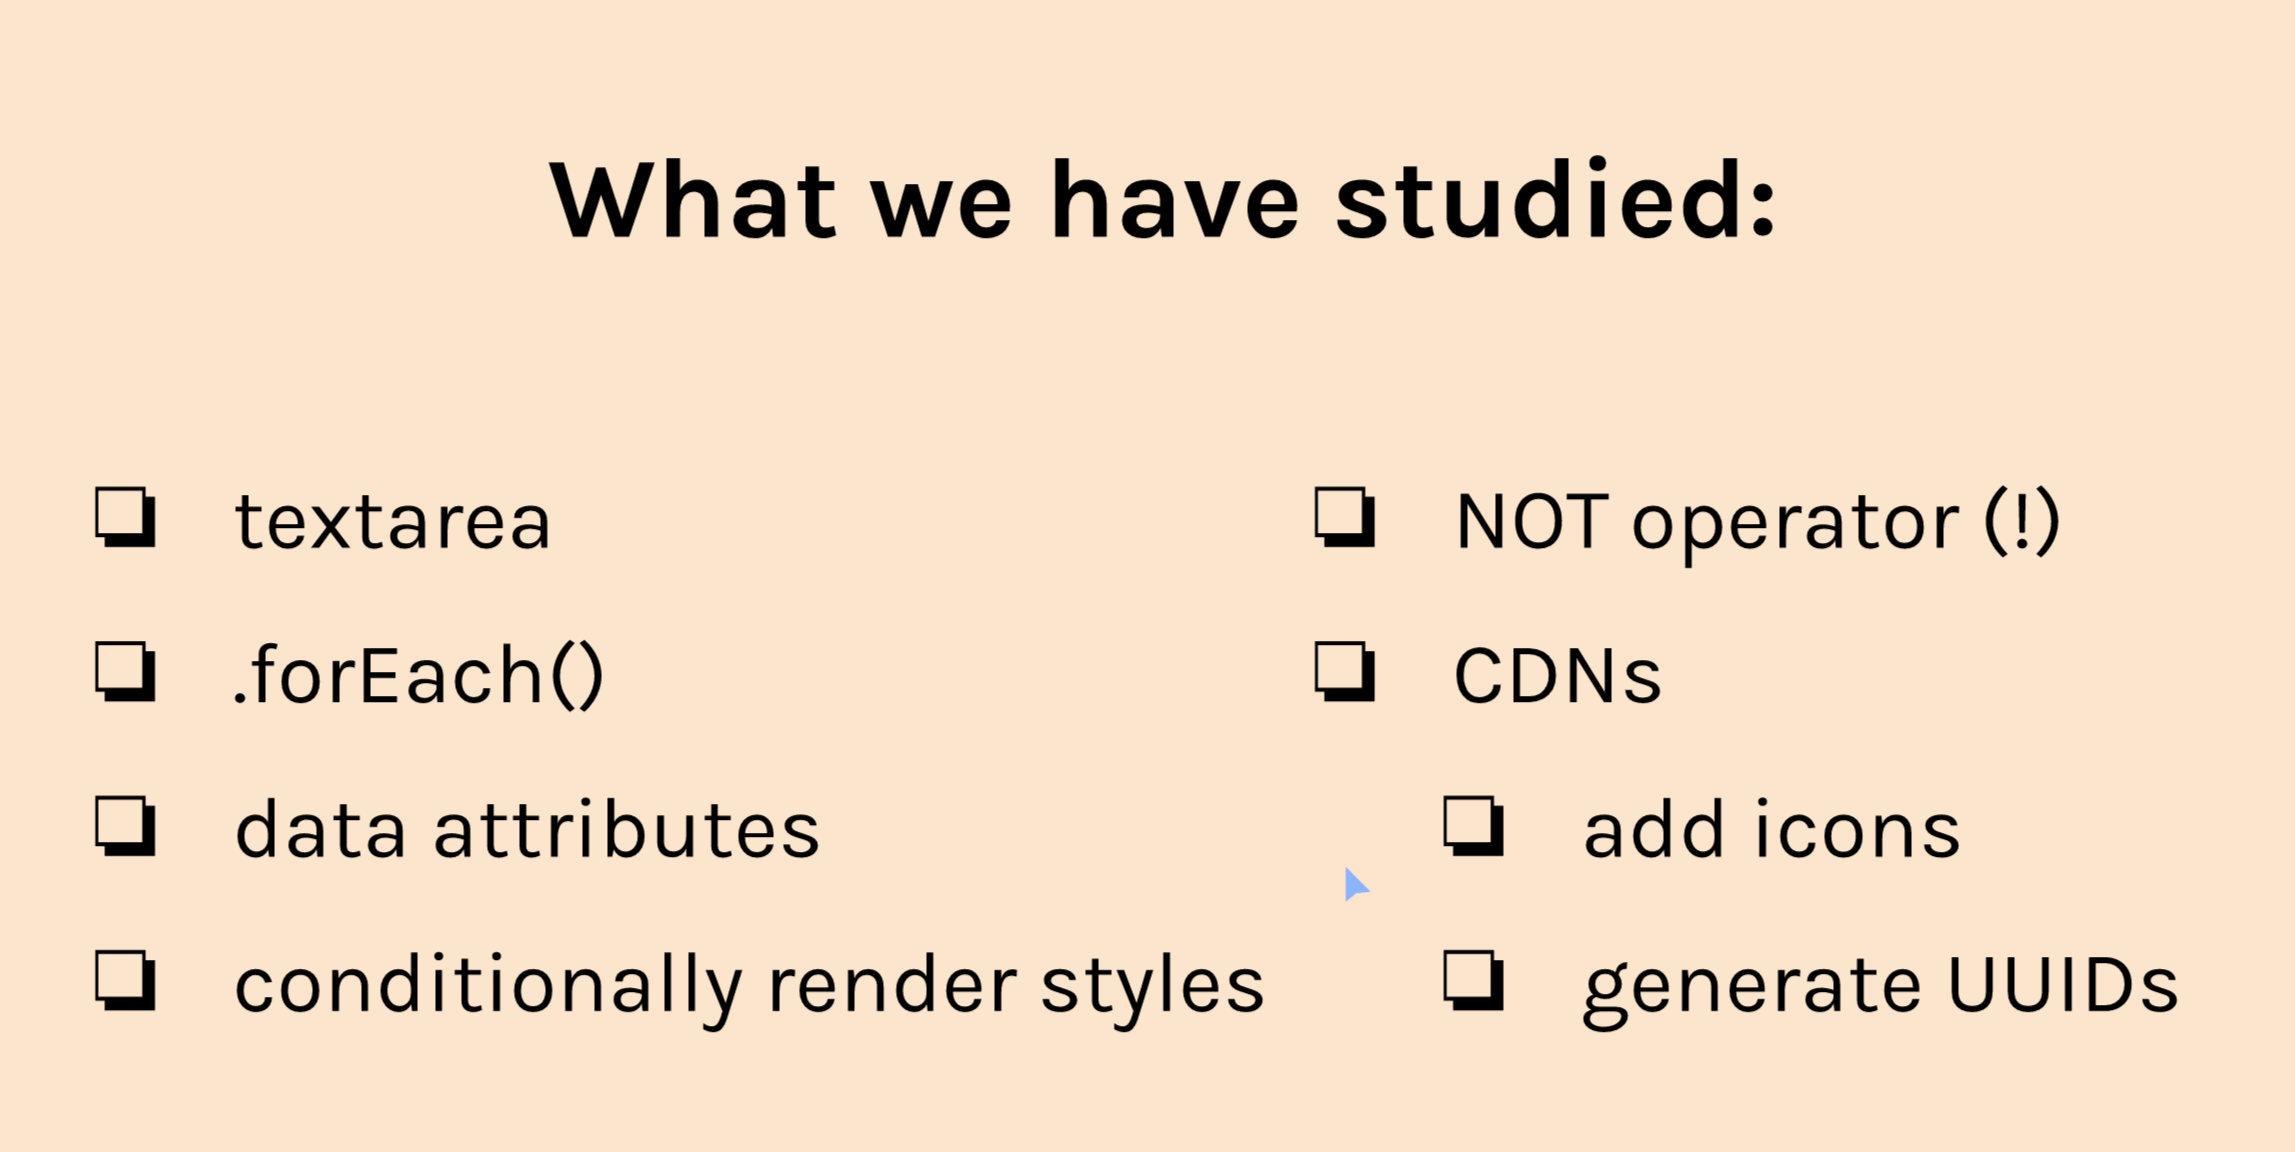 What we have studied:
❏ textarea
❏ .forEach()
❏ data attributes
❏ conditionally render styles
❏ NOT operator (!)
❏ CDNs
❏ add icons
❏ generate UUIDs